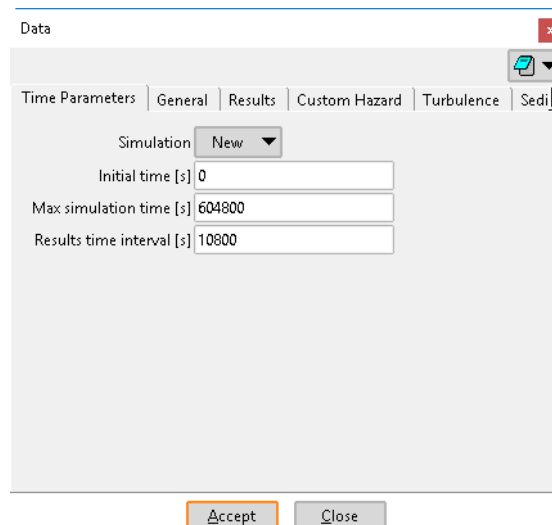 Data
x
Time Parameters General Results Custom Hazard Turbulence Sedi
Simulation New
Initial time [s] 0
Max simulation time [s] 604800
Results time interval [s] 10800
Accept Close